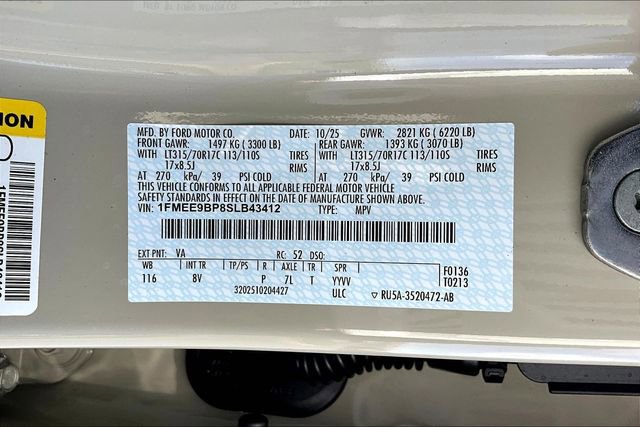 MFD. BY FORD MOTOR CO. DATE: 10/25 GVWR: 2821 KG ( 6220 LB)
FRONT GAWR: 1497 KG ( 3300 LB) REAR GAWR: 1393 KG ( 3070 LB)
WITH LT315/70R17C 113/110S TIRES WITH LT315/70R17C 113/110S TIRES
17x8.5J RIMS 17x8.5J RIMS
AT 270 kPa/ 39 PSI COLD AT 270 kPa/ 39 PSI COLD
THIS VEHICLE CONFORMS TO ALL APPLICABLE FEDERAL MOTOR VEHICLE
SAFETY STANDARDS IN EFFECT ON THE DATE OF MANUFACTURE SHOWN ABOVE.
VIN: 1FMEE9BP8SLB43412 TYPE: MPV
EXT PNT: VA RC: 52 DSO:
WB INT TR TP/PS R AXLE TR SPR F0136
116 8V P 7L T YYVV T0213
3202510204427 ULC RU5A-3520472-AB
ION